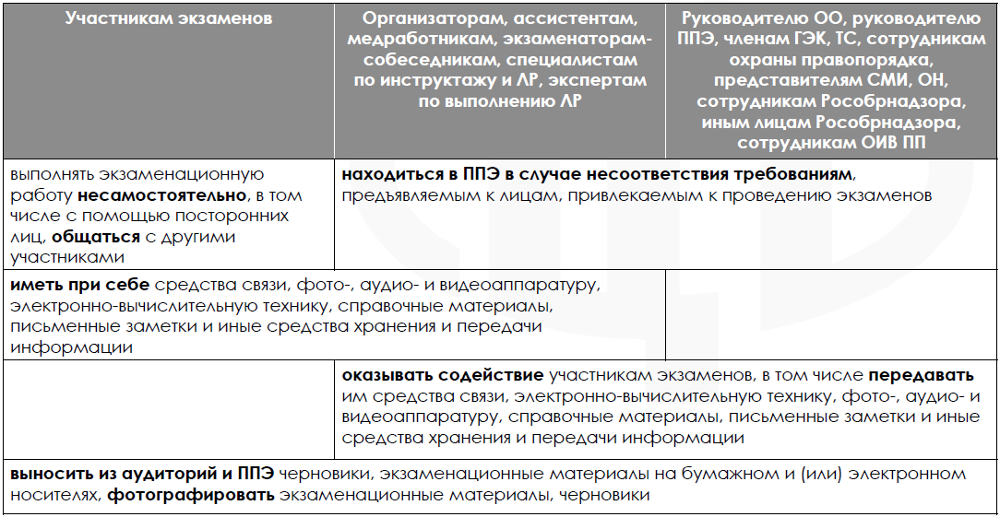 Участникам экзаменов
Организаторам, ассистентам,
медработникам, экзаменаторам-
собеседникам, специалистам
по инструктажу и ЛР, экспертам
по выполнению ЛР
Руководителю ОО, руководителю
ППЭ, членам ГЭК, ТС, сотрудникам
охраны правопорядка,
представителям СМИ, ОН,
сотрудникам Рособрнадзора,
иным лицам Рособрнадзора,
сотрудникам ОИВ ПП
выполнять экзаменационную
работу несамостоятельно, в том
числе с помощью посторонних
лиц, общаться с другими
участниками
находиться в ППЭ в случае несоответствия требованиям,
предъявляемым к лицам, привлекаемым к проведению экзаменов
иметь при себе средства связи, фото-, аудио- и видеоаппаратуру,
электронно-вычислительную технику, справочные материалы,
письменные заметки и иные средства хранения и передачи
информации
оказывать содействие участникам экзаменов, в том числе передавать
им средства связи, электронно-вычислительную технику, фото-, аудио- и
видеоаппаратуру, справочные материалы, письменные заметки и иные
средства хранения и передачи информации
выносить из аудиторий и ППЭ черновики, экзаменационные материалы на бумажном и (или) электронном
носителях, фотографировать экзаменационные материалы, черновики